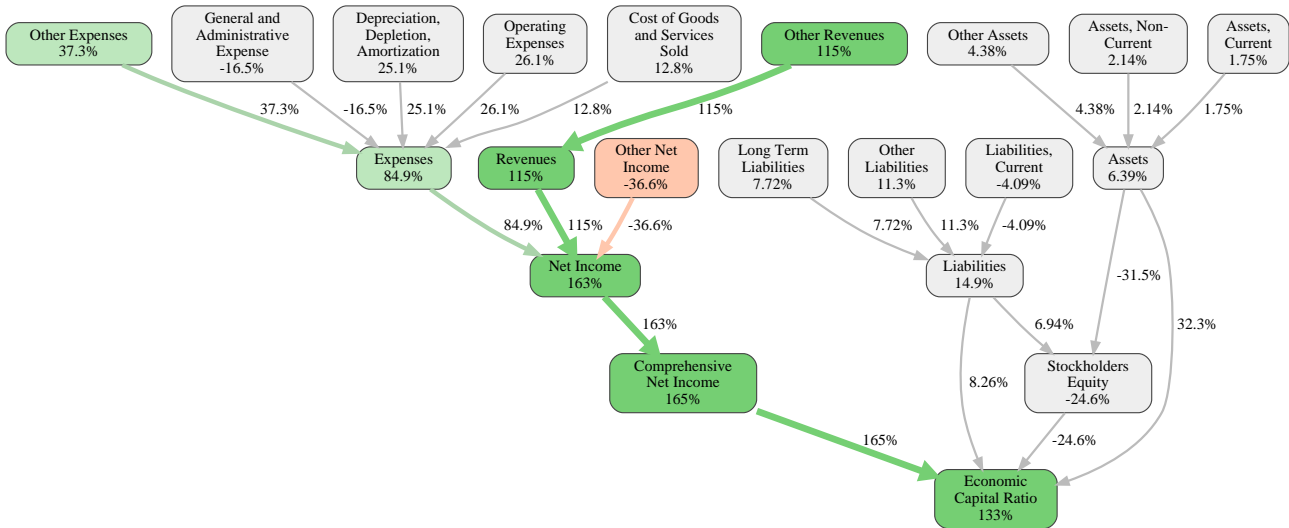 Other Expenses
37.3%
General and
Administrative
Expense
-16.5%
Depreciation,
Depletion,
Amortization
25.1%
Operating
Expenses
26.1%
Cost of Goods
and Services
Sold
12.8%
Other Revenues
115%
Other Assets
4.38%
Assets, Non-
Current
2.14%
Assets,
Current
1.75%
37.3%
-16.5%
25.1%
26.1%
12.8%
115%
4.38%
2.14%
1.75%
Expenses
84.9%
Revenues
115%
Other Net
Income
-36.6%
Long Term
Liabilities
7.72%
Other
Liabilities
11.3%
Liabilities,
Current
-4.09%
Assets
6.39%
84.9%
115%
-36.6%
7.72%
11.3%
-4.09%
Net Income
163%
Liabilities
14.9%
-31.5%
163%
6.94%
32.3%
Comprehensive
Net Income
165%
8.26%
Stockholders
Equity
-24.6%
165%
-24.6%
Economic
Capital Ratio
133%